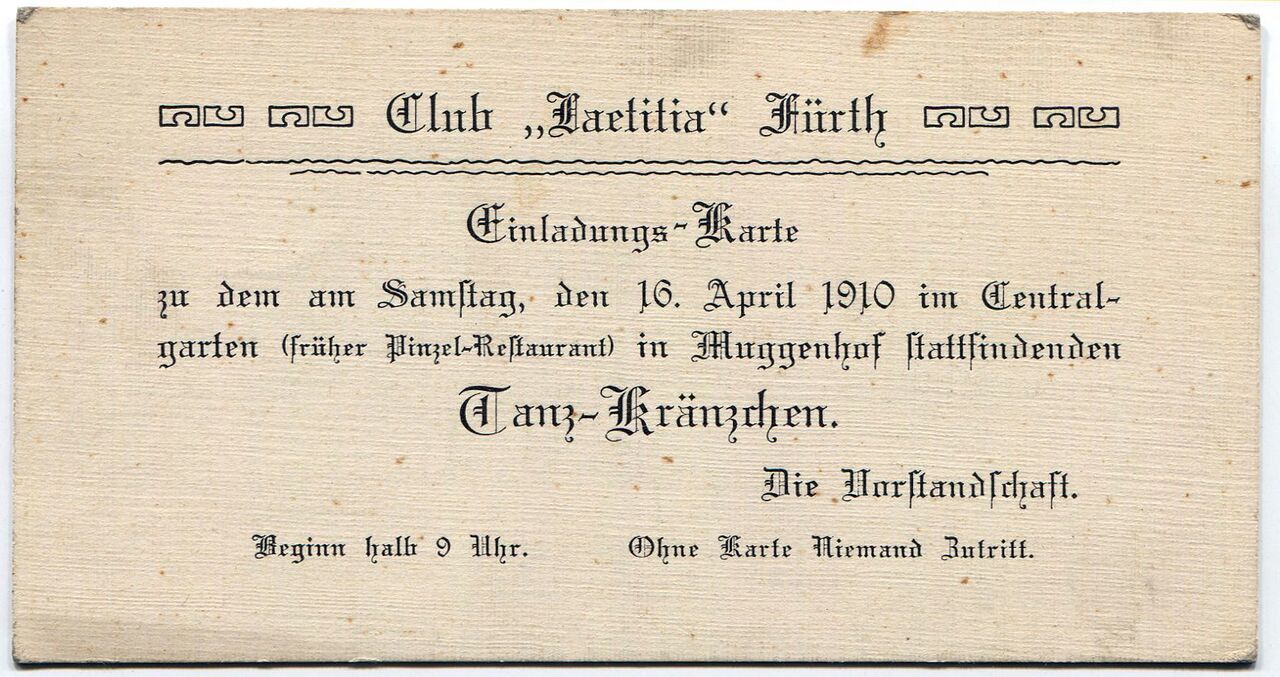 Club „Laetitia“ Fürth
Einladungs-Karte
zu dem am Samſtag, den 16. April 1910 im Central-
garten (früher Pinzel-Reſtaurant) in Muggenhof ſtattfindenden
Tanz-Kränzchen.
Die Vorſtandſchaft.
Beginn halb 9 Uhr. Ohne Karte Niemand Zutritt.